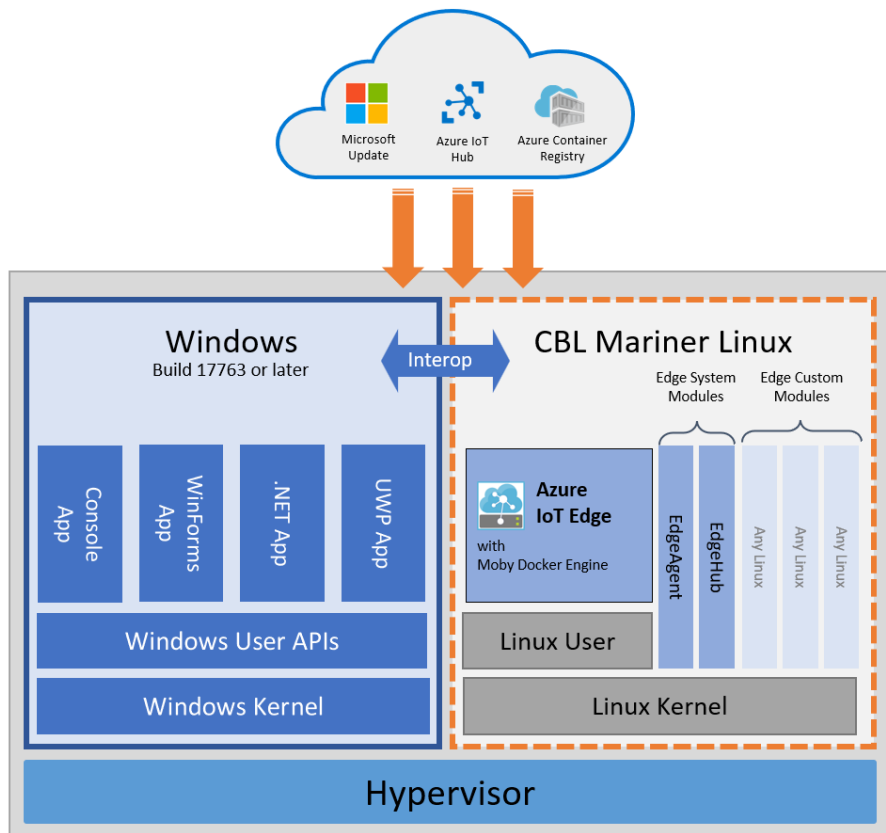 Microsoft
Update
Azure IoT
Hub
Azure Container
Registry
Windows
Build 17763 or later
Interop
CBL Mariner Linux
Edge System
Modules
Edge Custom
Modules
Console
App
WinForms
App
.NET App
UWP App
Azure
IoT Edge
with
Moby Docker Engine
EdgeAgent
EdgeHub
Any Linux
Any Linux
Any Linux
Windows User APIs
Linux User
Windows Kernel
Linux Kernel
Hypervisor